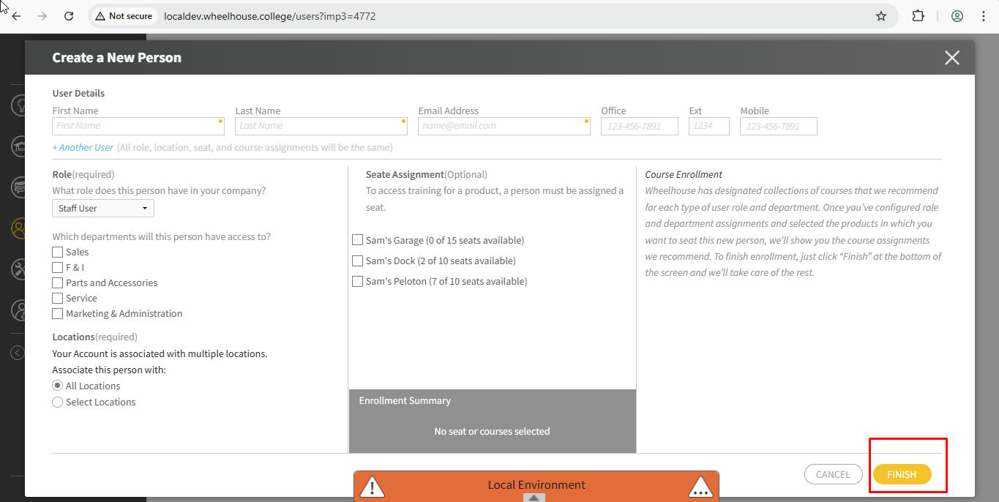 Not secure localdev.wheelhouse.college/users?imp3=4772
Create a New Person
User Details
First Name Last Name Email Address Office Ext Mobile
First Name Last Name name@email.com 123-456-7891 1234 123-456-7891
+ Another User (All role, location, seat, and course assignments will be the same)
Role(required)
What role does this person have in your company?
Staff User
Which departments will this person have access to?
Sales
F & I
Parts and Accessories
Service
Marketing & Administration
Locations(required)
Your Account is associated with multiple locations.
Associate this person with:
All Locations
Select Locations
Seate Assignment(Optional)
To access training for a product, a person must be assigned a
seat.
Sam's Garage (0 of 15 seats available)
Sam's Dock (2 of 10 seats available)
Sam's Peloton (7 of 10 seats available)
Enrollment Summary
No seat or courses selected
Course Enrollment
Wheelhouse has designated collections of courses that we recommend
for each type of user role and department. Once you've configured role
and department assignments and selected the products in which you
want to seat this new person, we'll show you the course assignments
we recommend. To finish enrollment, just click “Finish” at the bottom of
the screen and we'll take care of the rest.
CANCEL FINISH
Local Environment